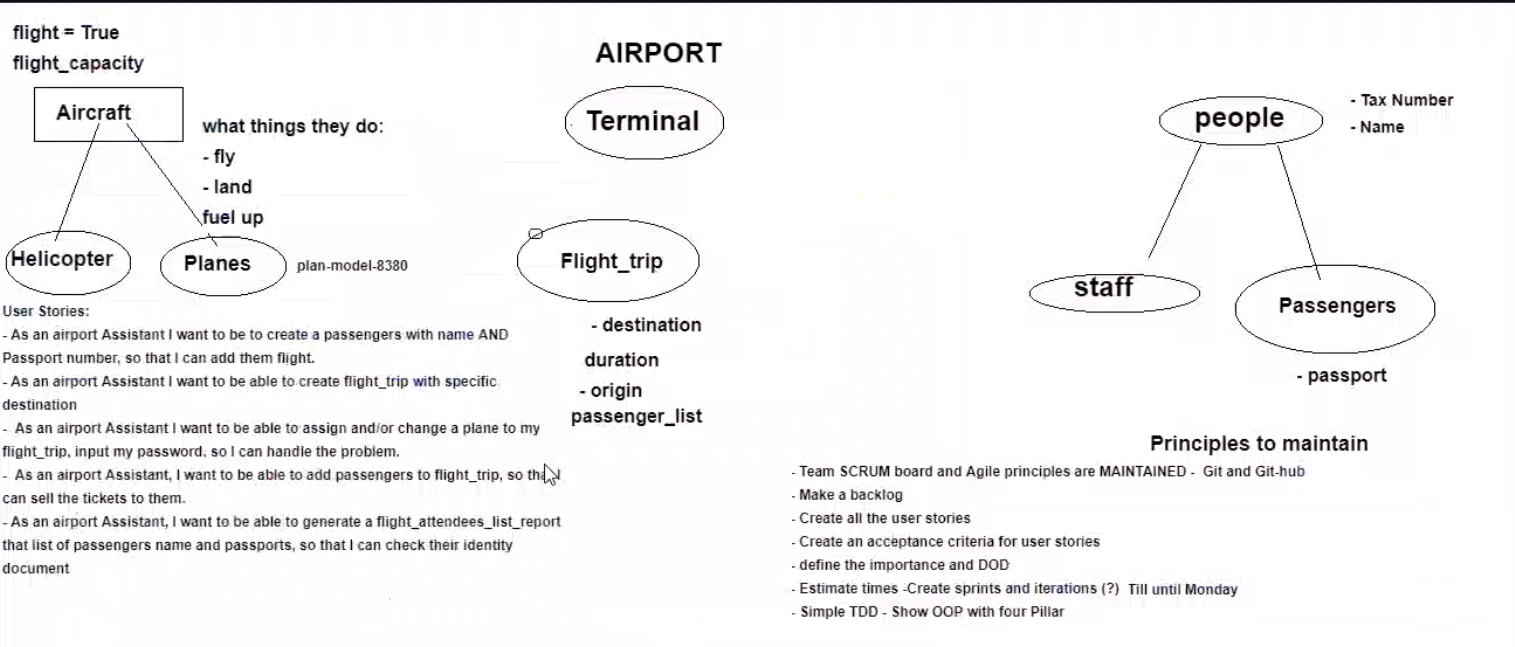 flight = True
flight_capacity
Aircraft
what things they do:
- fly
- land
fuel up
Helicopter
Planes
plan-model-8380
User Stories:
- As an airport Assistant I want to be to create a passengers with name AND
Passport number, so that I can add them flight.
- As an airport Assistant I want to be able to create flight_trip with specific
destination
- As an airport Assistant I want to be able to assign and/or change a plane to my
flight_trip, input my password, so I can handle the problem.
- As an airport Assistant, I want to be able to add passengers to flight_trip, so
can sell the tickets to them.
- As an airport Assistant, I want to be able to generate a flight_attendees_list_report
that list of passengers name and passports, so that I can check their identity
document
AIRPORT
Terminal
Flight_trip
- destination
duration
- origin
passenger_list
people
- Tax Number
- Name
staff
Passengers
- passport
Principles to maintain
- Team SCRUM board and Agile principles are MAINTAINED - Git and Git-hub
- Make a backlog
- Create all the user stories
- Create an acceptance criteria for user stories
- define the importance and DOD
- Estimate times -Create sprints and iterations (?) Till until Monday
- Simple TDD - Show OOP with four Pillar